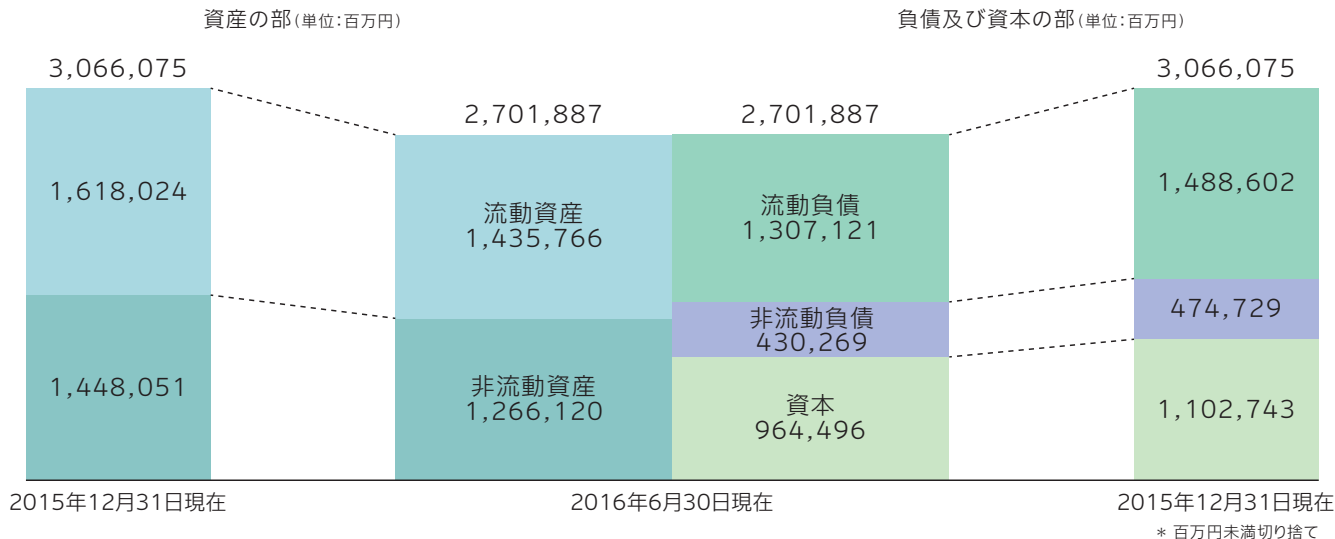 資産の部(単位:百万円)
負債及び資本の部(単位:百万円)
3,066,075
1,618,024
1,448,051
2015年12月31日現在
2,701,887
流動資産
1,435,766
非流動資産
1,266,120
2,701,887
流動負債
1,307,121
非流動負債
430,269
資本
964,496
2016年6月30日現在
3,066,075
1,488,602
474,729
1,102,743
2015年12月31日現在
* 百万円未満切り捨て